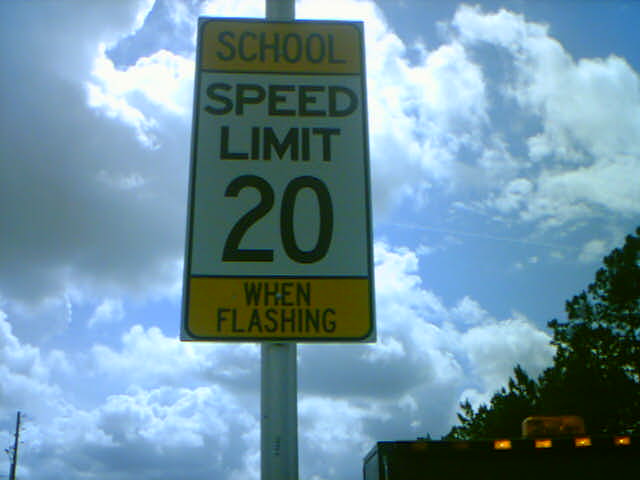 SCHOOL
SPEED
LIMIT
20
WHEN
FLASHING